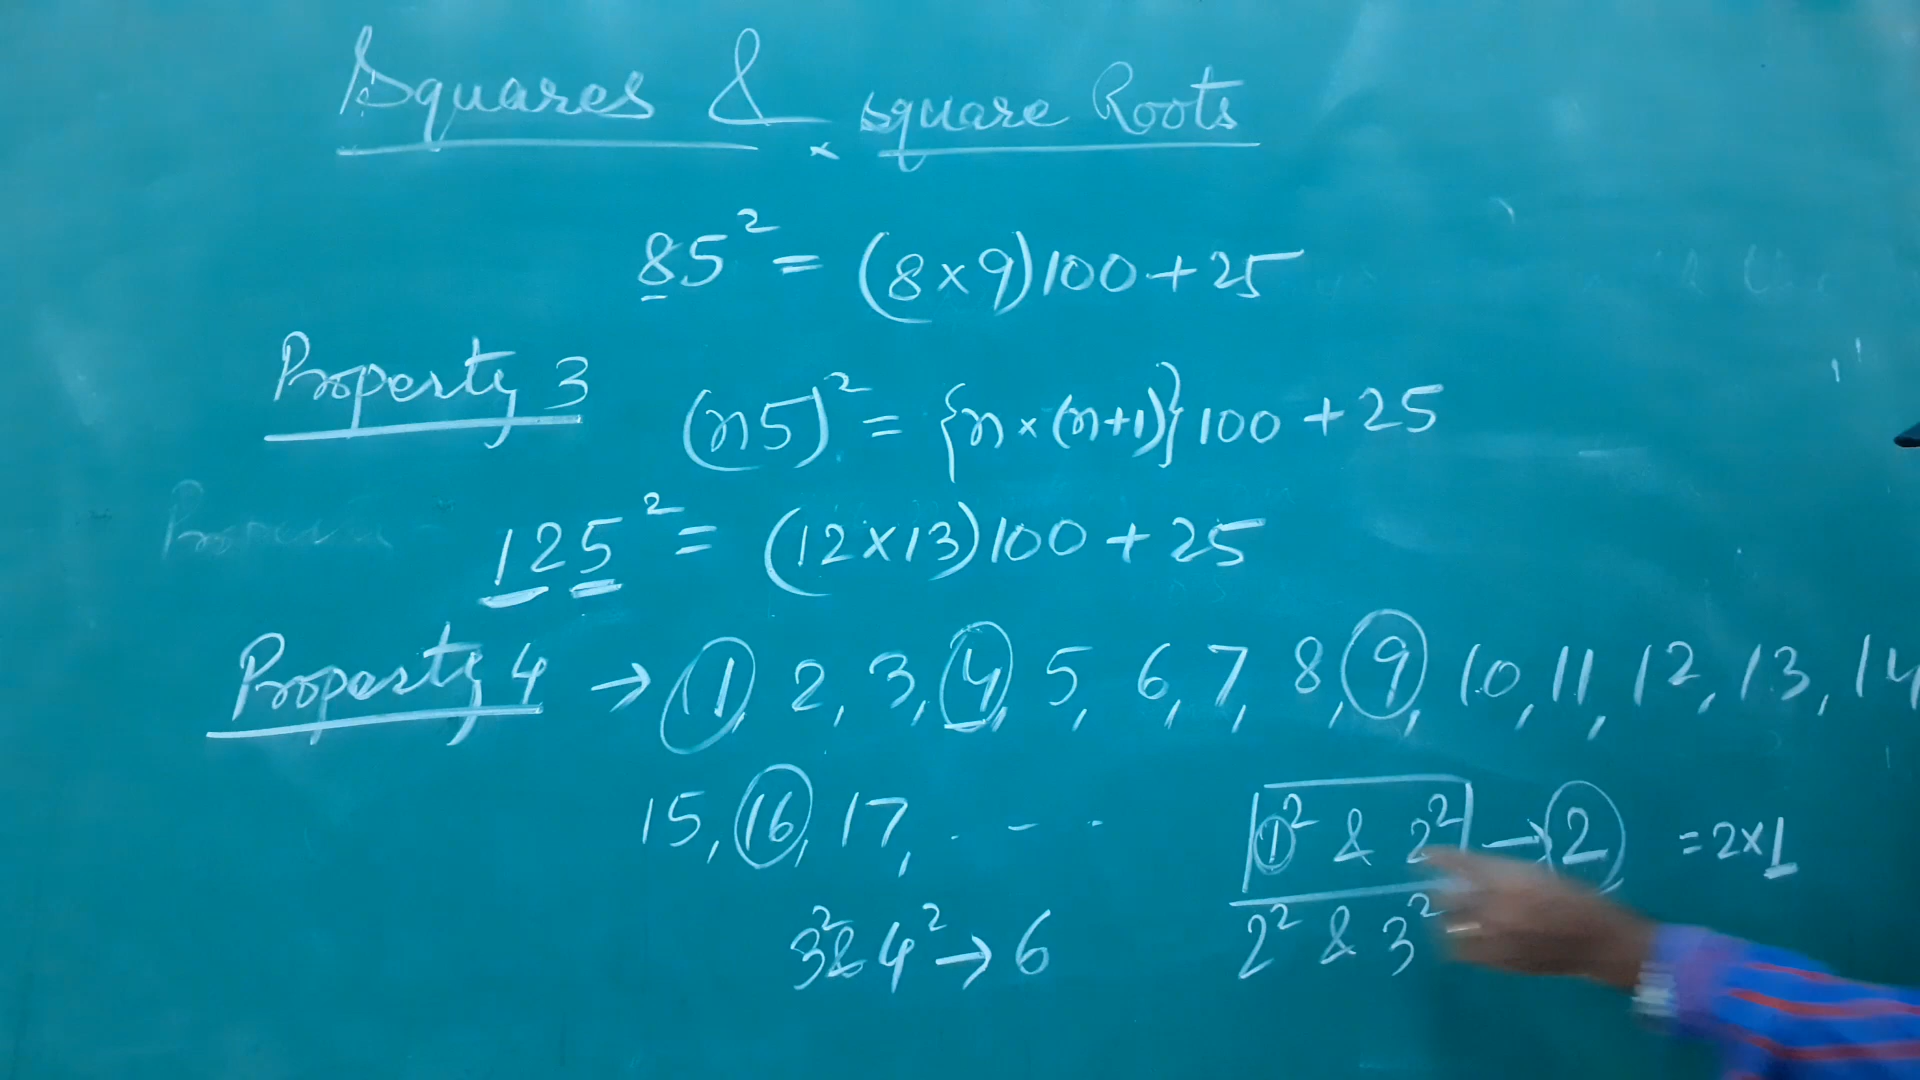 Squares & square Roots
85² = (8×9)100+25
Property 3
(n5)² = {n×(n+1)}100+25
125² = (12×13)100+25
Property 4 → 1, 2, 3, 4, 5, 6, 7, 8, 9, 10, 11, 12, 13, 14
15, 16, 17, - - -
1² & 2² → 2 = 2×1
3² & 4² → 6
2² & 3²